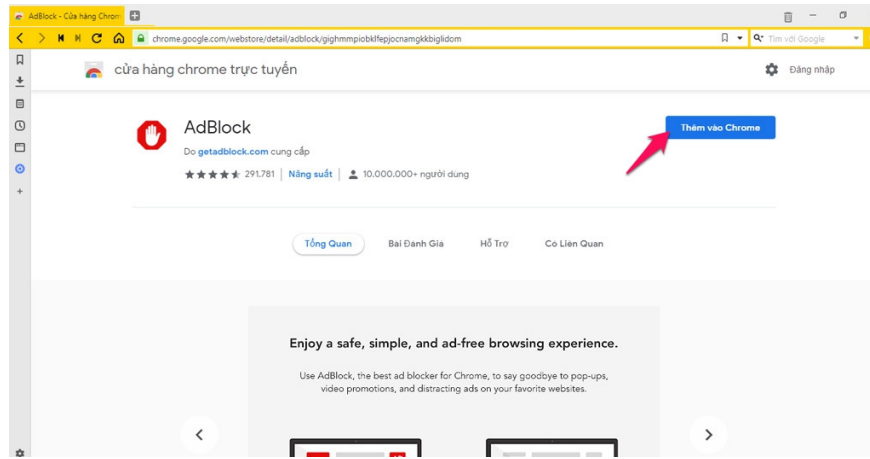 AdBlock - Cửa hàng Chrom
chrome.google.com/webstore/detail/adblock/gighmmpiobklfepjocnamgkkbiglidom
Tìm với Google
cửa hàng chrome trực tuyến
Đăng nhập
AdBlock
Thêm vào Chrome
Do getadblock.com cung cấp
291.781 | Năng suất | 10.000.000+ người dùng
Tổng Quan
Bài Đánh Giá
Hỗ Trợ
Có Liên Quan
Enjoy a safe, simple, and ad-free browsing experience.
Use AdBlock, the best ad blocker for Chrome, to say goodbye to pop-ups,
video promotions, and distracting ads on your favorite websites.